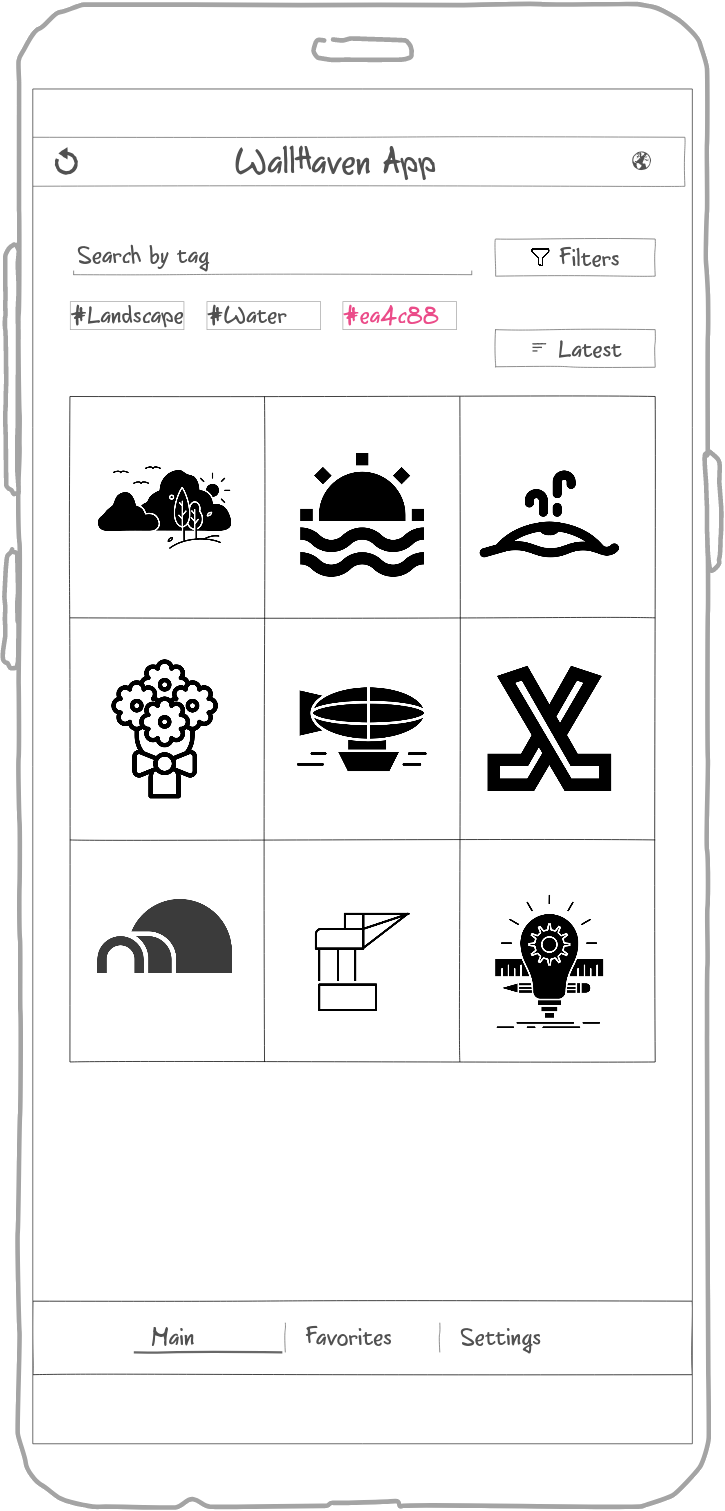 WallHaven App
Search by tag
Filters
#Landscape #Water #ea4c88
Latest
Main Favorites Settings